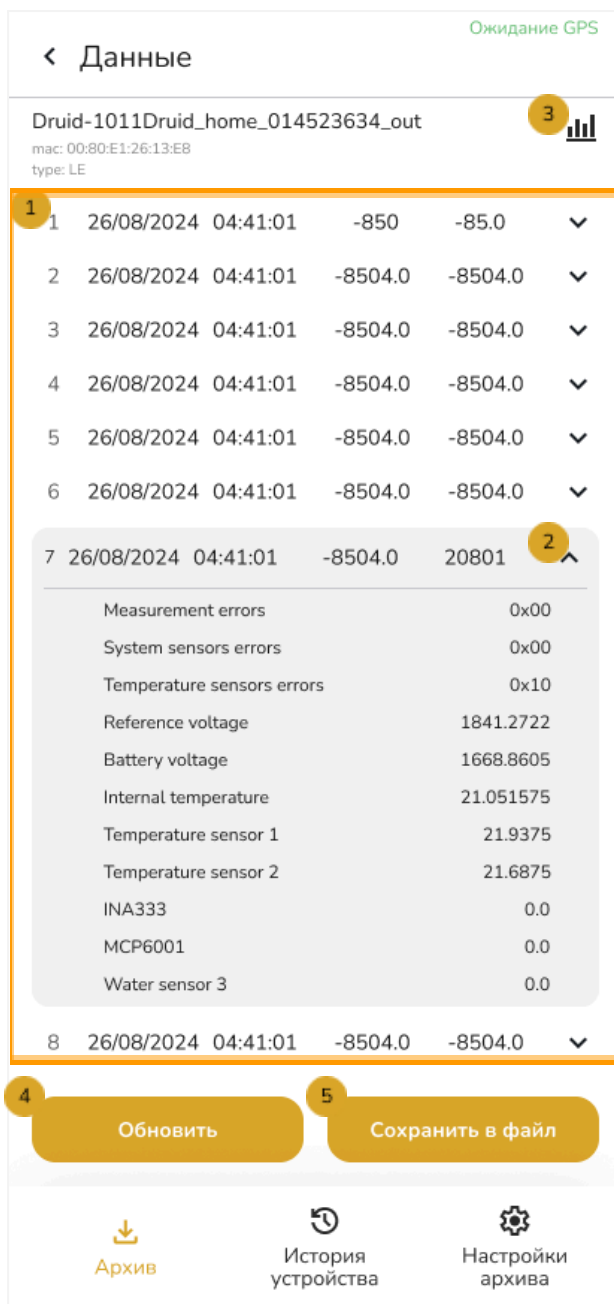 Ожидание GPS
Данные
Druid-1011Druid_home_014523634_out
3
mac: 00:80:E1:26:13:E8
type: LE
1
1 26/08/2024 04:41:01 -850 -85.0
2 26/08/2024 04:41:01 -8504.0 -8504.0
3 26/08/2024 04:41:01 -8504.0 -8504.0
4 26/08/2024 04:41:01 -8504.0 -8504.0
5 26/08/2024 04:41:01 -8504.0 -8504.0
6 26/08/2024 04:41:01 -8504.0 -8504.0
2
7 26/08/2024 04:41:01 -8504.0 20801
Measurement errors 0x00
System sensors errors 0x00
Temperature sensors errors 0x10
Reference voltage 1841.2722
Battery voltage 1668.8605
Internal temperature 21.051575
Temperature sensor 1 21.9375
Temperature sensor 2 21.6875
INA333 0.0
MCP6001 0.0
Water sensor 3 0.0
8 26/08/2024 04:41:01 -8504.0 -8504.0
4 5
Обновить Сохранить в файл
Архив
История устройства
Настройки архива